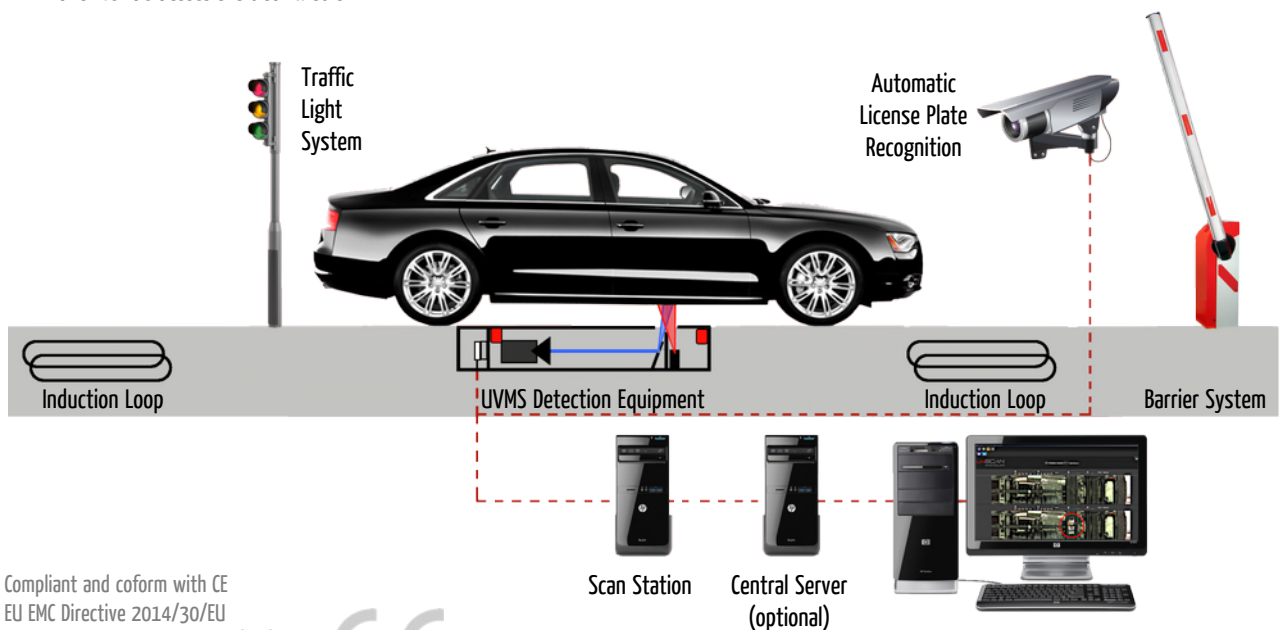 Traffic
Light
System
Automatic
License Plate
Recognition
Induction Loop
UVMS Detection Equipment
Induction Loop
Barrier System
Scan Station
Central Server
(optional)
Compliant and coform with CE
EU EMC Directive 2014/30/EU
CE